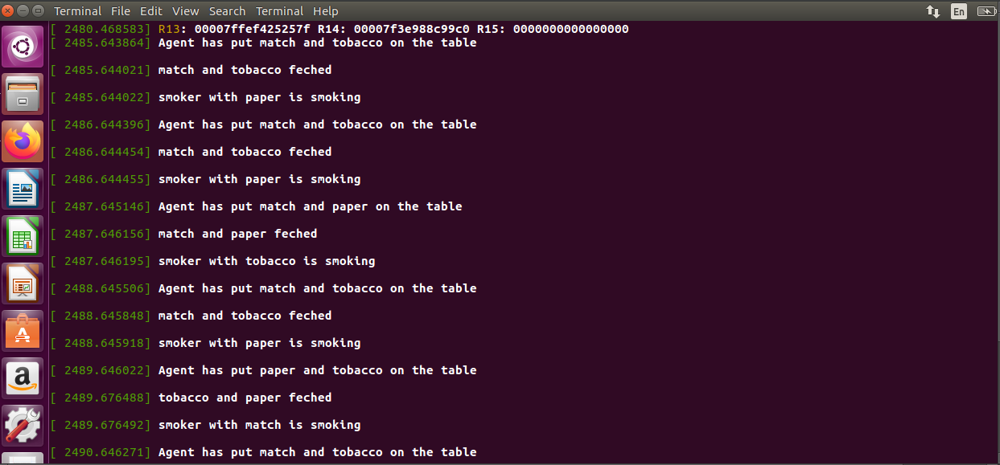 Terminal File Edit View Search Terminal Help En
[ 2480.468583] R13: 00007ffef425257f R14: 00007f3e988c99c0 R15: 0000000000000000
[ 2485.643864] Agent has put match and tobacco on the table
[ 2485.644021] match and tobacco feched
[ 2485.644022] smoker with paper is smoking
[ 2486.644396] Agent has put match and tobacco on the table
[ 2486.644454] match and tobacco feched
[ 2486.644455] smoker with paper is smoking
[ 2487.645146] Agent has put match and paper on the table
[ 2487.646156] match and paper feched
[ 2487.646195] smoker with tobacco is smoking
[ 2488.645506] Agent has put match and tobacco on the table
[ 2488.645848] match and tobacco feched
[ 2488.645918] smoker with paper is smoking
[ 2489.646022] Agent has put paper and tobacco on the table
[ 2489.676488] tobacco and paper feched
[ 2489.676492] smoker with match is smoking
[ 2490.646271] Agent has put match and tobacco on the table